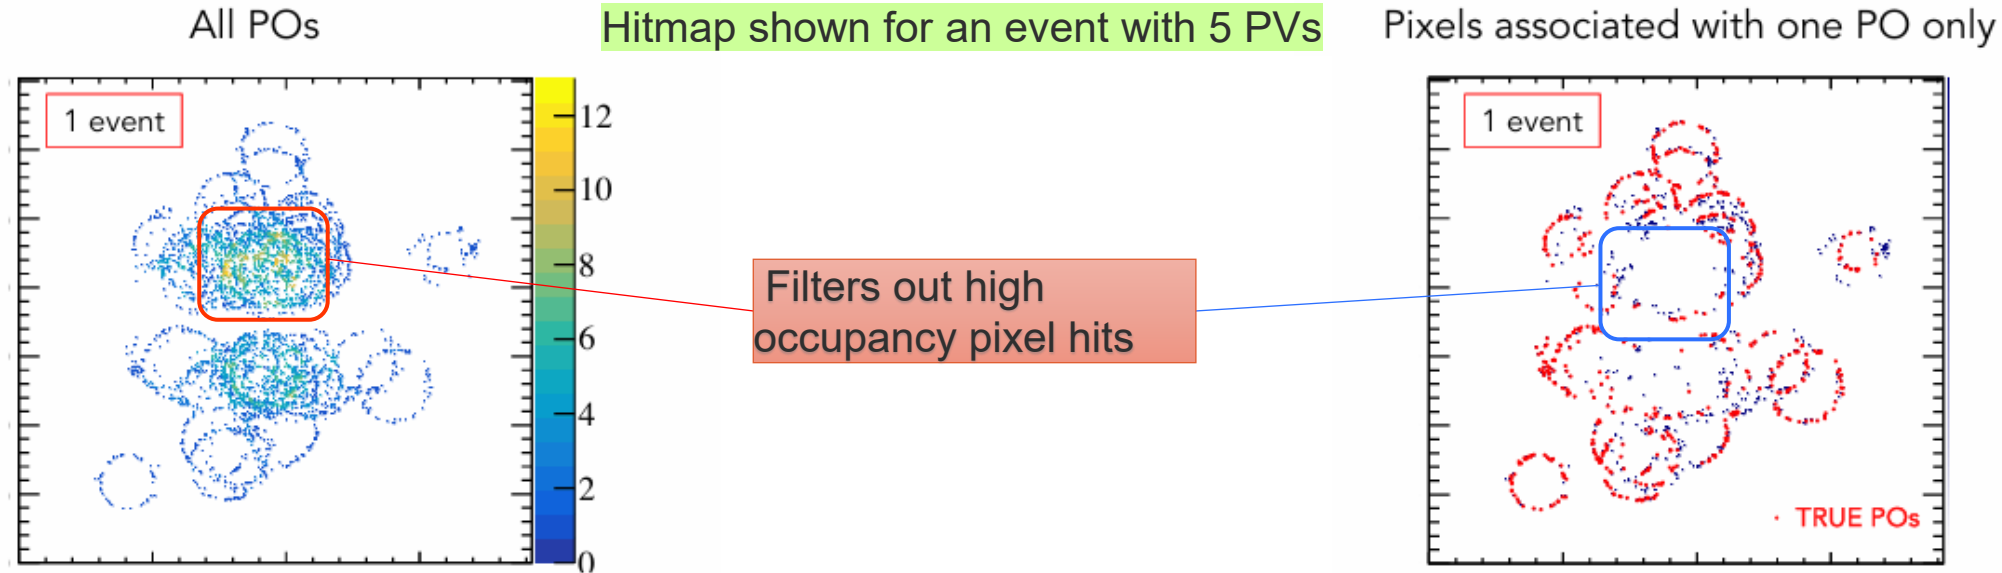 All POs
Hitmap shown for an event with 5 PVs
Pixels associated with one PO only
1 event
12
10
8
6
4
2
0
Filters out high
occupancy pixel hits
1 event
TRUE POs